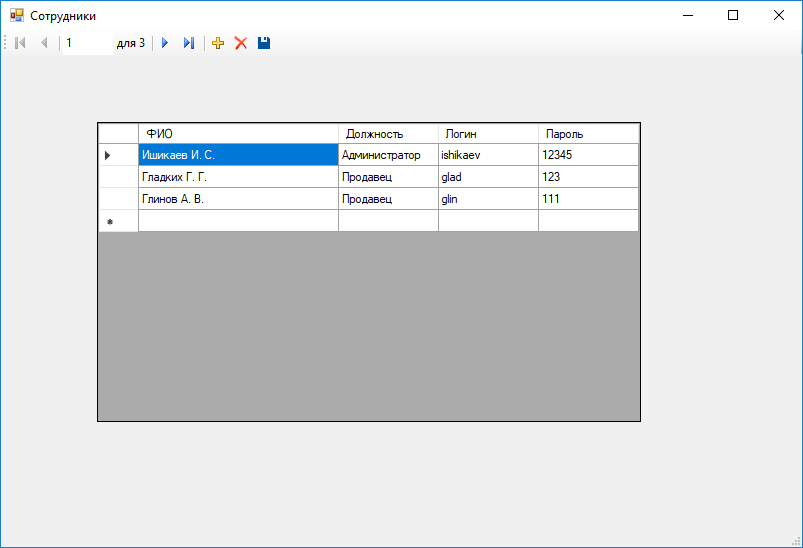 Сотрудники
1 для 3
ФИО Должность Логин Пароль
Ишикаев И. С. Администратор ishikaev 12345
Гладких Г. Г. Продавец glad 123
Глинов А. В. Продавец glin 111